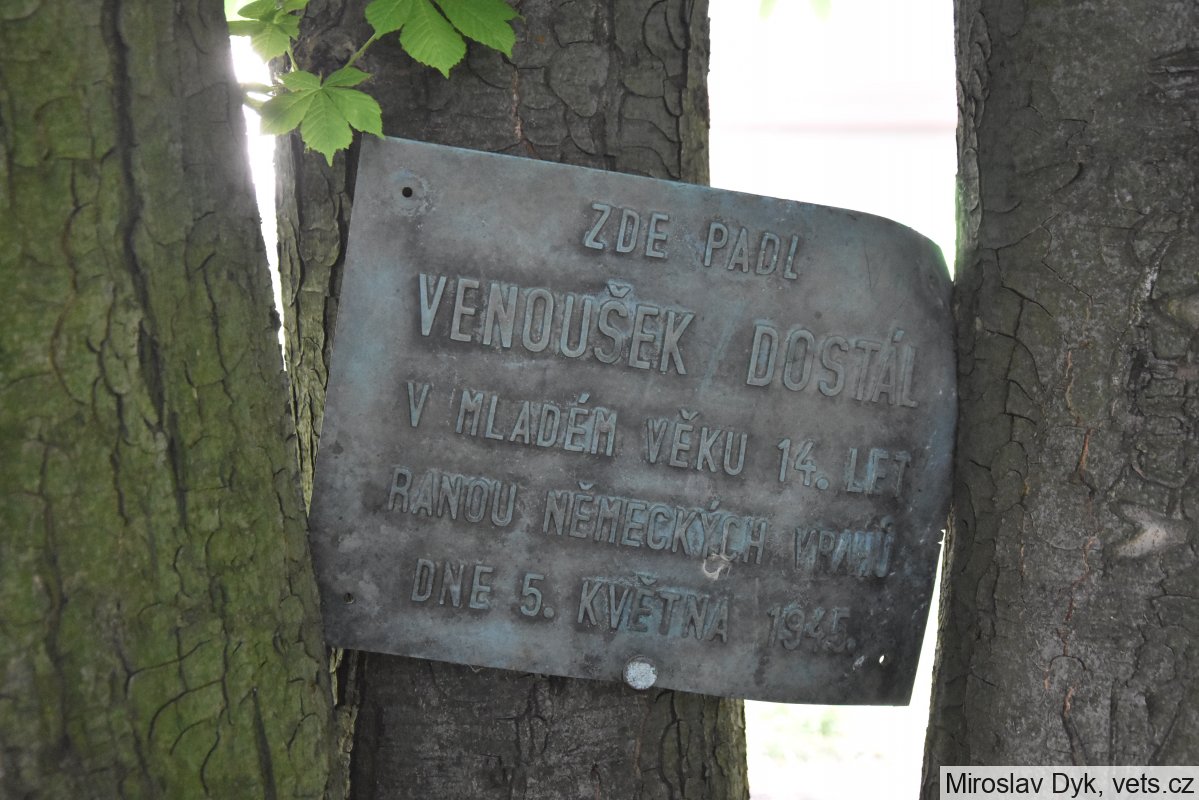 ZDE PADL
VENOUŠEK DOSTÁL
V MLADÉM VĚKU 14. LET
RANOU NĚMECKÝCH VRAHŮ
DNE 5. KVĚTNA 1945.
Miroslav Dyk, vets.cz